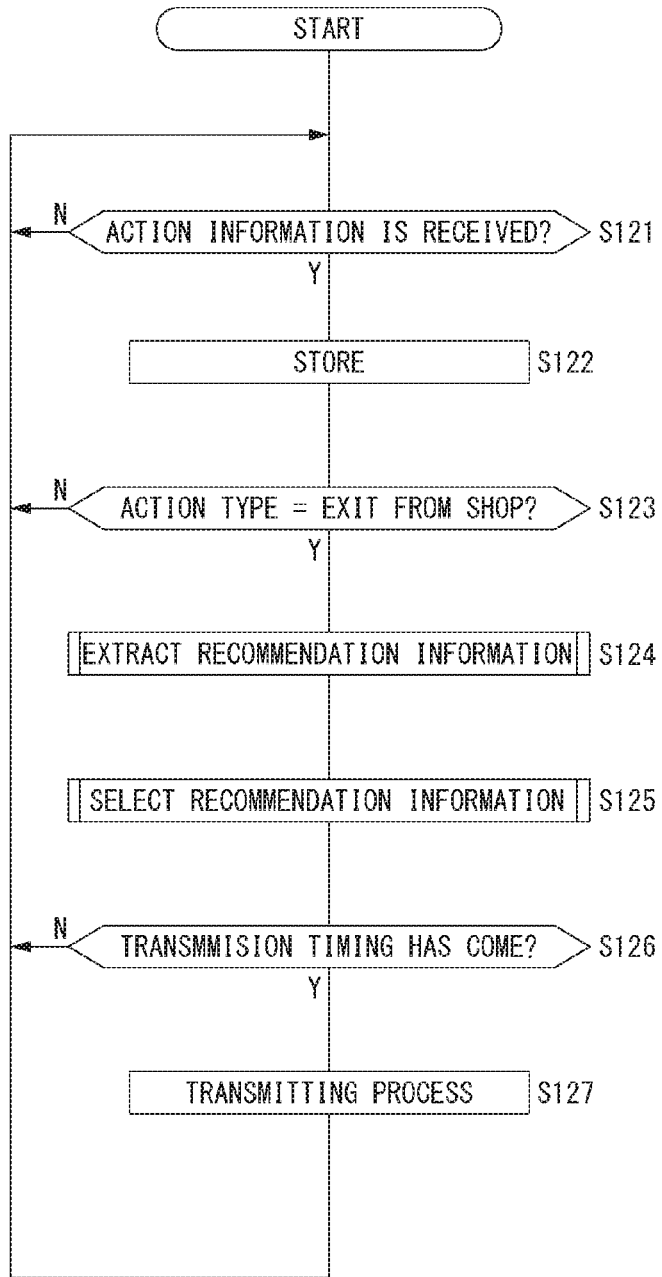 START
N
ACTION INFORMATION IS RECEIVED? S121
Y
STORE S122
N
ACTION TYPE = EXIT FROM SHOP? S123
Y
EXTRACT RECOMMENDATION INFORMATION S124
SELECT RECOMMENDATION INFORMATION S125
N
TRANSMMISION TIMING HAS COME? S126
Y
TRANSMITTING PROCESS S127